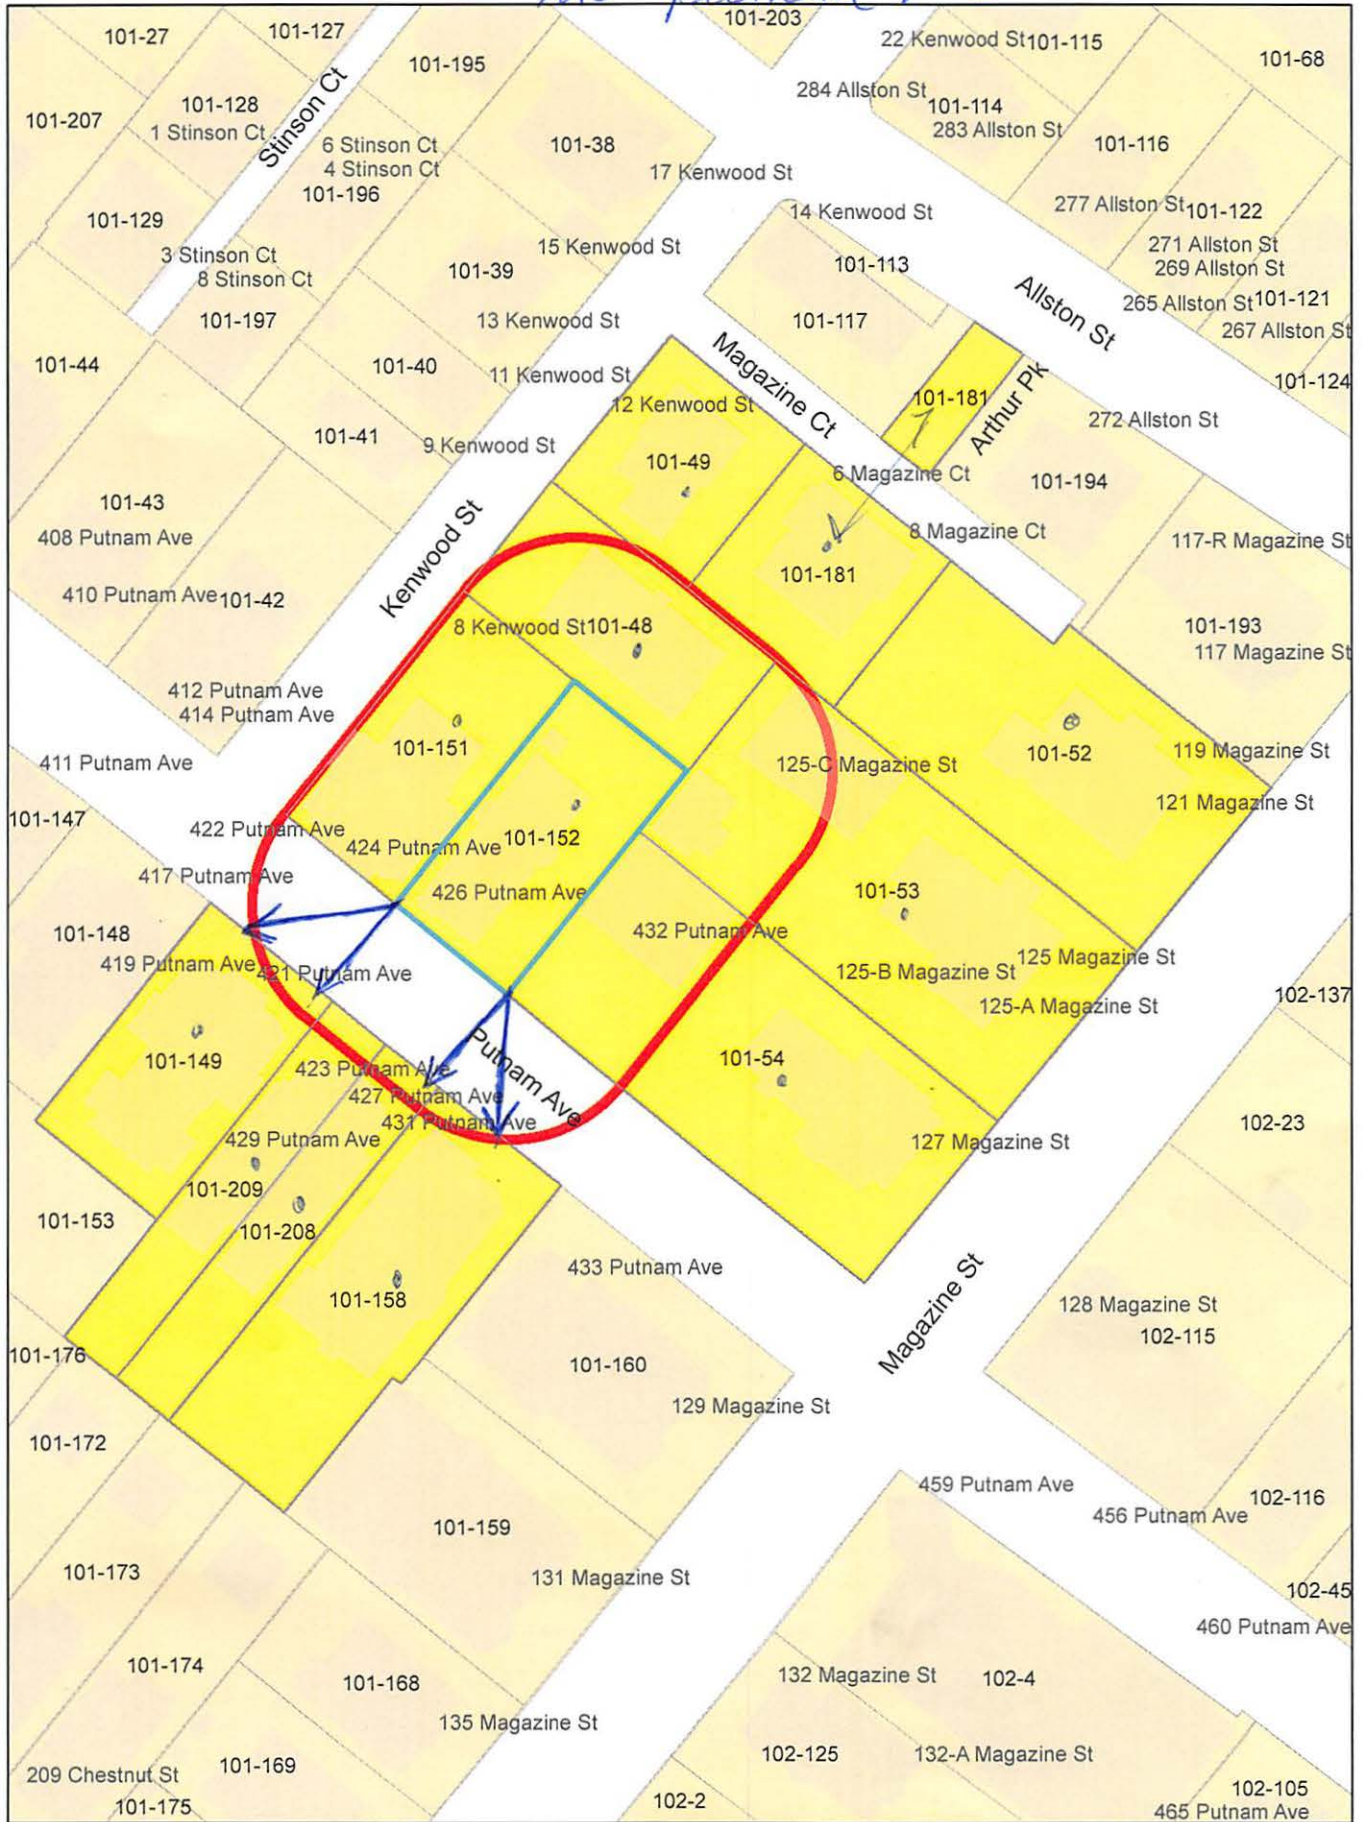 101-203
101-27
101-127
22 Kenwood St
101-115
101-195
101-68
284 Allston St
101-128
101-114
101-207
1 Stinson Ct
283 Allston St
Stinson Ct
6 Stinson Ct
101-38
101-116
4 Stinson Ct
17 Kenwood St
101-196
277 Allston St
101-129
14 Kenwood St
101-122
15 Kenwood St
271 Allston St
3 Stinson Ct
101-39
101-113
269 Allston St
8 Stinson Ct
Allston St
265 Allston St
101-121
101-197
13 Kenwood St
101-117
267 Allston St
101-44
101-40
11 Kenwood St
Magazine Ct
101-124
12 Kenwood St
101-181
Arthur Pk
272 Allston St
101-41
9 Kenwood St
101-49
6 Magazine Ct
101-194
101-43
408 Putnam Ave
Kenwood St
8 Magazine Ct
117-R Magazine St
101-181
410 Putnam Ave
101-42
8 Kenwood St
101-48
101-193
117 Magazine St
412 Putnam Ave
414 Putnam Ave
101-151
101-52
119 Magazine St
411 Putnam Ave
125-C Magazine St
121 Magazine St
101-147
422 Putnam Ave
424 Putnam Ave
101-152
417 Putnam Ave
426 Putnam Ave
101-53
101-148
432 Putnam Ave
419 Putnam Ave
421 Putnam Ave
125 Magazine St
125-B Magazine St
102-137
125-A Magazine St
101-149
423 Putnam Ave
Putnam Ave
101-54
427 Putnam Ave
431 Putnam Ave
102-23
429 Putnam Ave
127 Magazine St
101-209
101-153
101-208
433 Putnam Ave
101-158
Magazine St
128 Magazine St
102-115
101-176
101-160
129 Magazine St
101-172
459 Putnam Ave
102-116
456 Putnam Ave
101-159
101-173
131 Magazine St
102-45
460 Putnam Ave
101-174
101-168
132 Magazine St
102-4
135 Magazine St
101-169
102-125
132-A Magazine St
209 Chestnut St
102-105
101-175
102-2
465 Putnam Ave